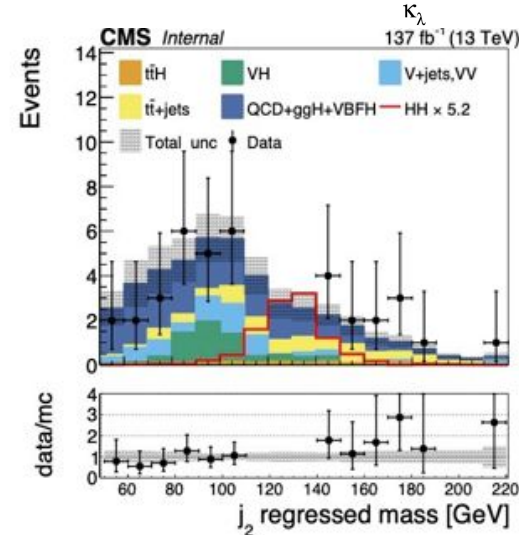 κλ
CMS Internal 137 fb⁻¹ (13 TeV)
Events
14
12
10
8
6
4
2
0
tt̄H VH V+jets,VV
tt̄+jets QCD+ggH+VBFH HH × 5.2
Total unc Data
data/mc
4
3
2
1
0
60 80 100 120 140 160 180 200 220
j₂ regressed mass [GeV]